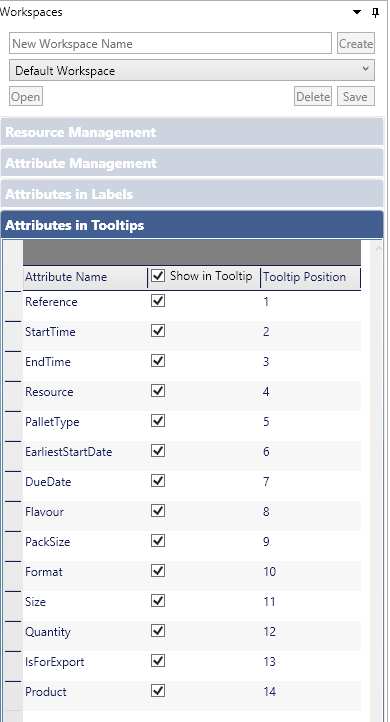 Workspaces
New Workspace Name Create
Default Workspace
Open Delete Save
Resource Management
Attribute Management
Attributes in Labels
Attributes in Tooltips
Attribute Name Show in Tooltip Tooltip Position
Reference 1
StartTime 2
EndTime 3
Resource 4
PalletType 5
EarliestStartDate 6
DueDate 7
Flavour 8
PackSize 9
Format 10
Size 11
Quantity 12
IsForExport 13
Product 14